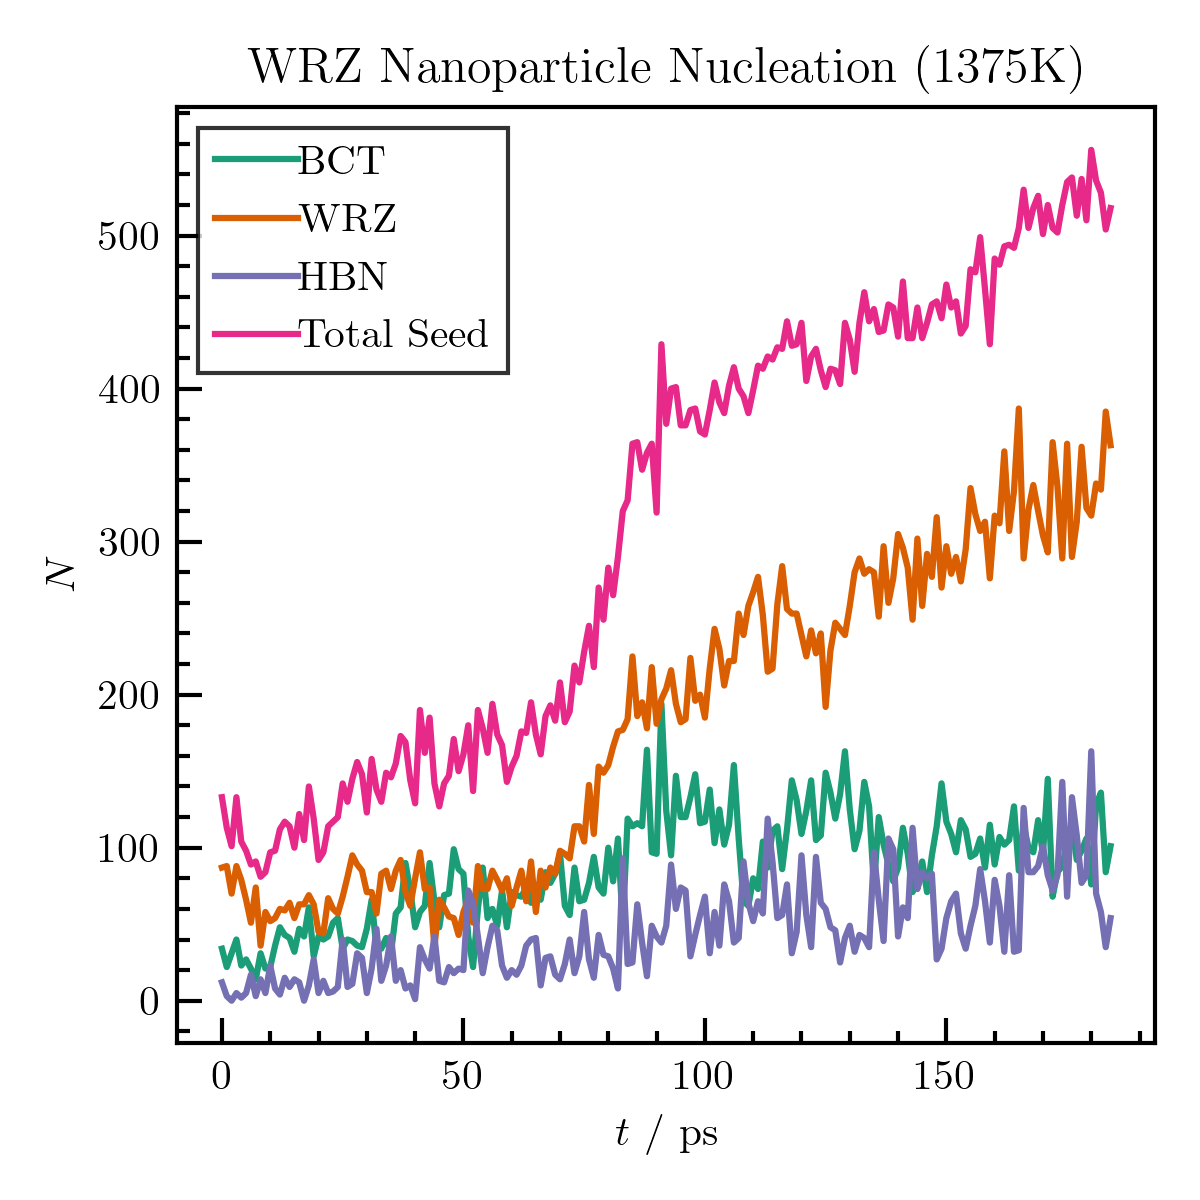 WRZ Nanoparticle Nucleation (1375K)
BCT
WRZ
HBN
Total Seed
500
400
300
200
100
0
N
0 50 100 150
t / ps